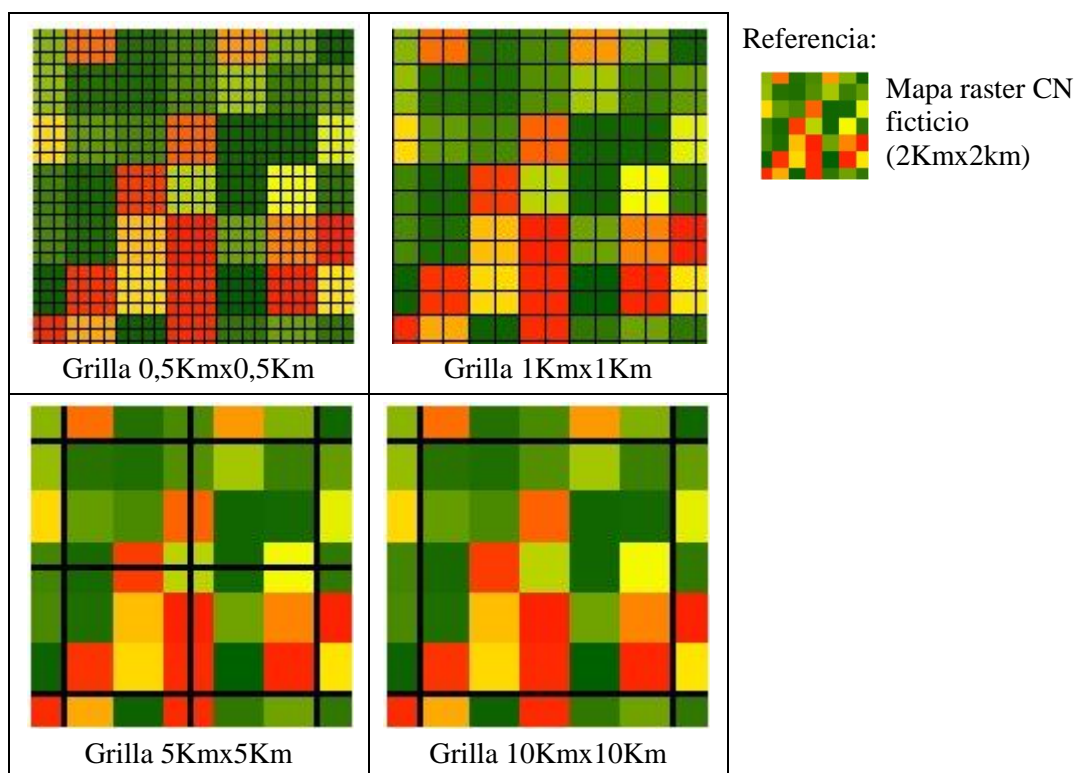 Grilla 0,5Kmx0,5Km
Grilla 1Kmx1Km
Grilla 5Kmx5Km
Grilla 10Kmx10Km
Referencia:
Mapa raster CN
ficticio
(2Kmx2km)